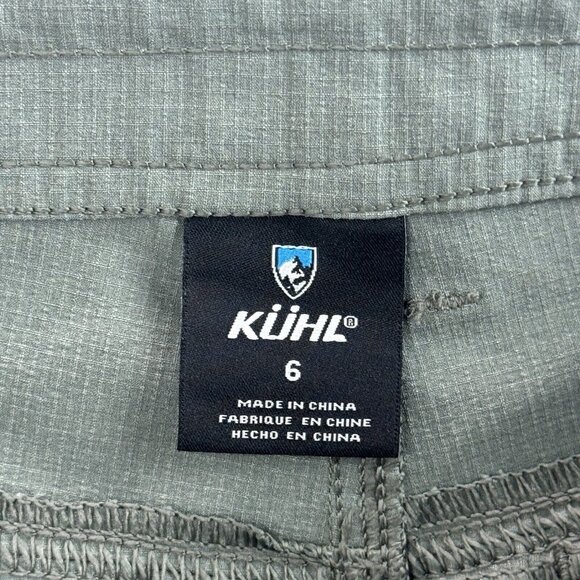 KÜHL®
6
MADE IN CHINA
FABRIQUE EN CHINE
HECHO EN CHINA